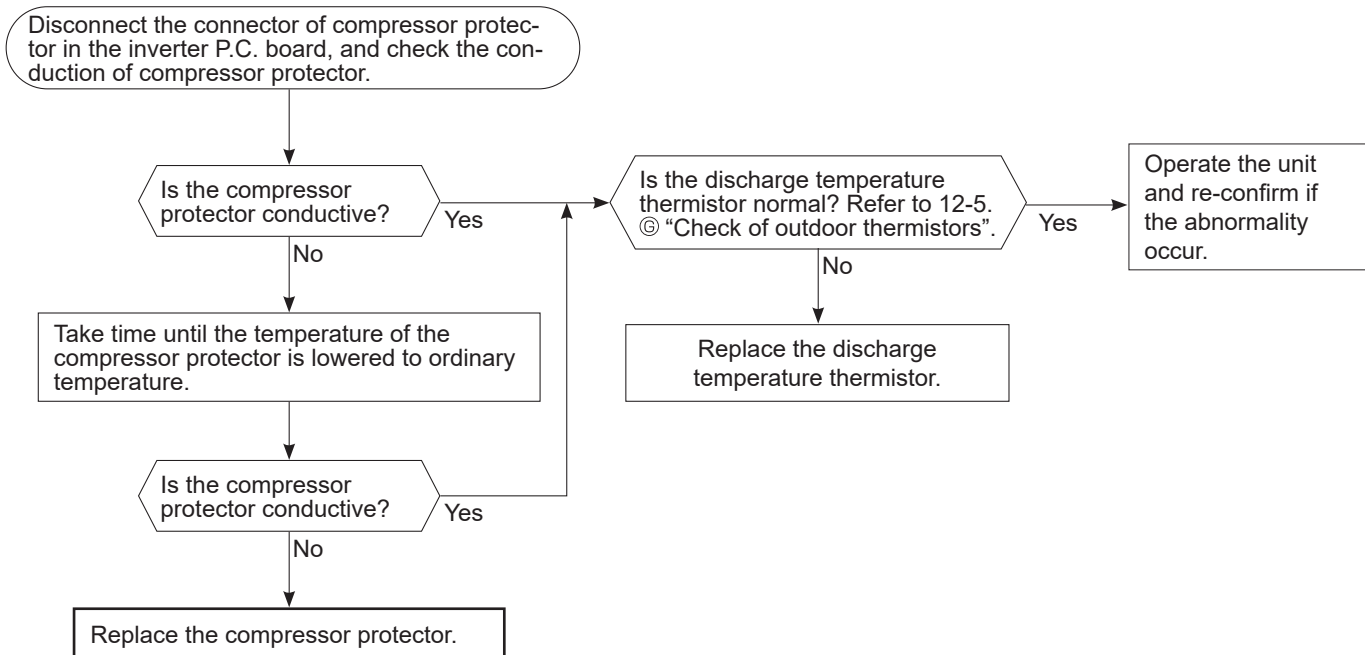 Disconnect the connector of compressor protec-
tor in the inverter P.C. board, and check the con-
duction of compressor protector.
Is the compressor
protector conductive?
Yes
No
Take time until the temperature of the
compressor protector is lowered to ordinary
temperature.
Is the compressor
protector conductive?
Yes
No
Replace the compressor protector.
Is the discharge temperature
thermistor normal? Refer to 12-5.
Ⓖ “Check of outdoor thermistors”.
Yes
No
Replace the discharge
temperature thermistor.
Operate the unit
and re-confirm if
the abnormality
occur.